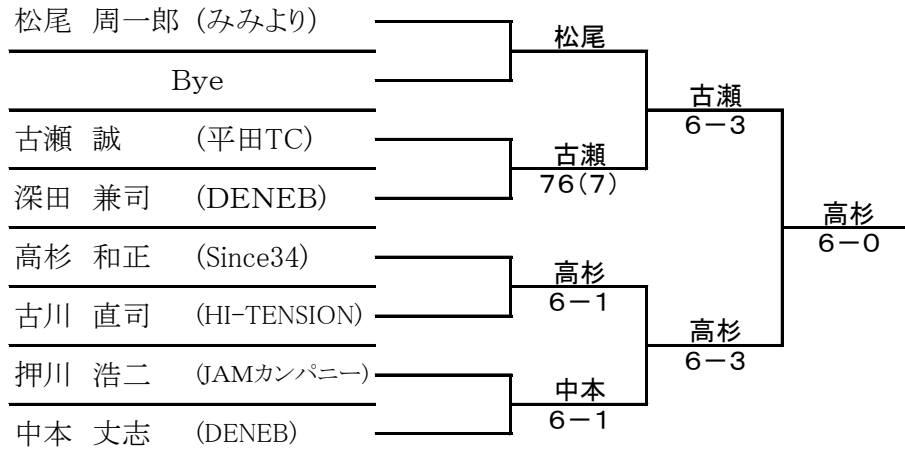 松尾 周一郎 (みみより)
Bye
古瀬 誠 (平田TC)
深田 兼司 (DENEB)
高杉 和正 (Since34)
古川 直司 (HI-TENSION)
押川 浩二 (JAMカンパニー)
中本 丈志 (DENEB)
松尾
古瀬
76(7)
高杉
6－1
中本
6－1
古瀬
6－3
高杉
6－3
高杉
6－0